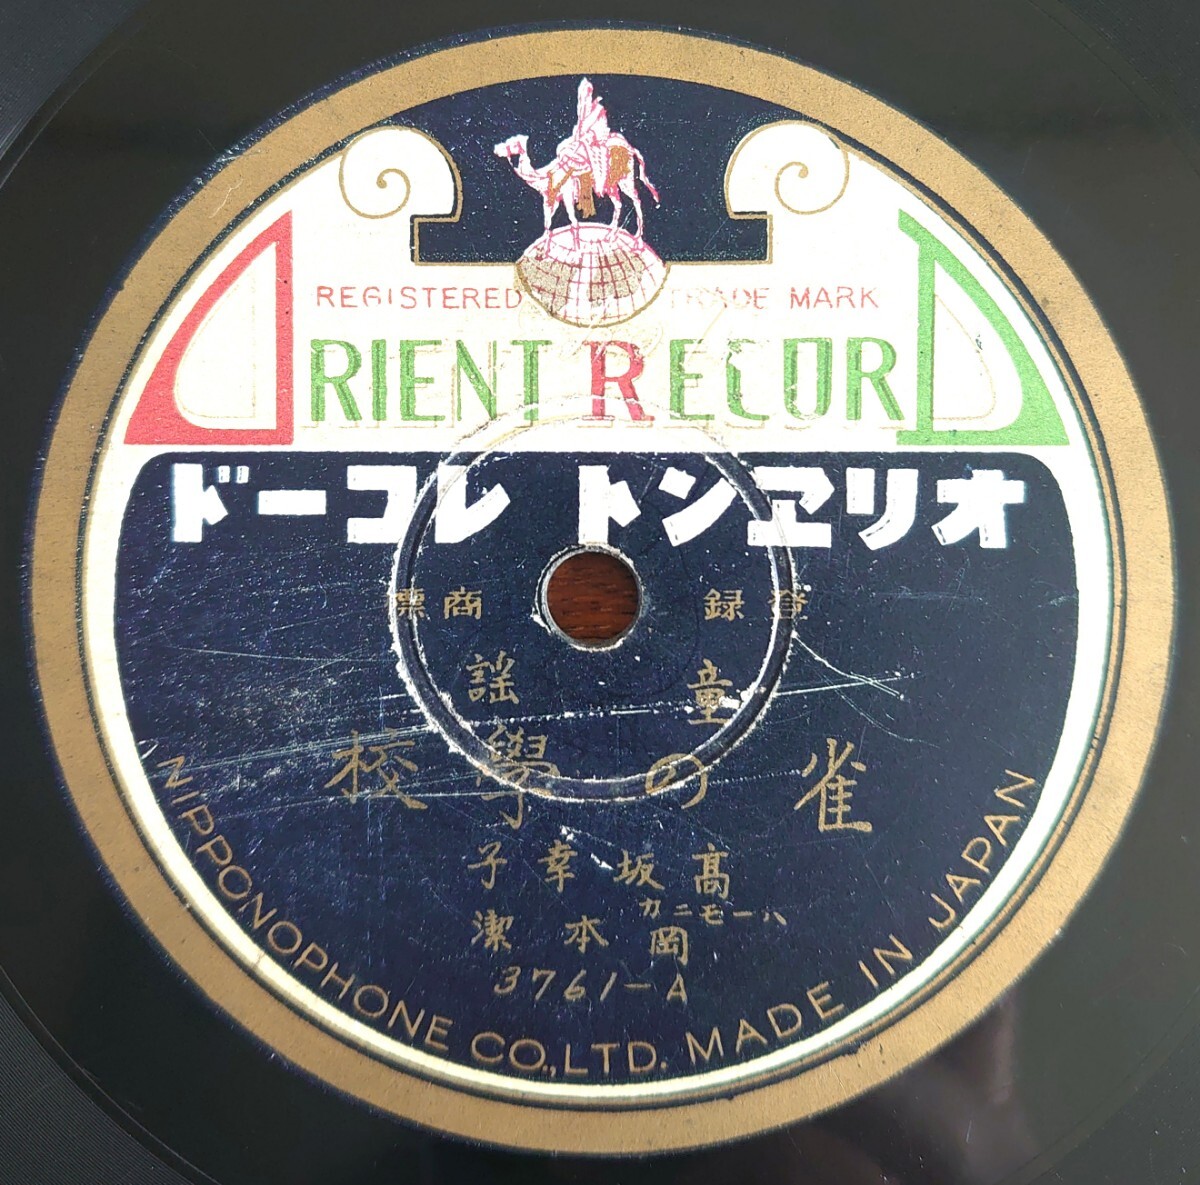 REGISTERED TRADE MARK
ORIENT RECORD
オリヱント レコード
登録 商票
童謡
雀の學校
高坂幸子
ハーモニカ
岡本潔
3761-A
NIPPONOPHONE CO., LTD. MADE IN JAPAN